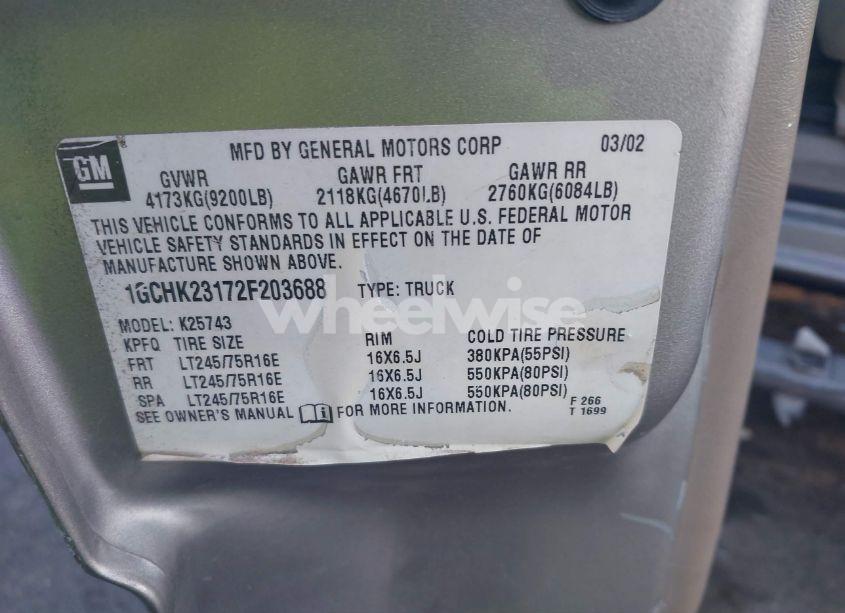 GM
MFD BY GENERAL MOTORS CORP 03/02
GVWR GAWR FRT GAWR RR
4173KG(9200LB) 2118KG(4670LB) 2760KG(6084LB)
THIS VEHICLE CONFORMS TO ALL APPLICABLE U.S. FEDERAL MOTOR
VEHICLE SAFETY STANDARDS IN EFFECT ON THE DATE OF
MANUFACTURE SHOWN ABOVE.
1GCHK23172F203688 TYPE: TRUCK
wheelwise
MODEL: K25743
KPFQ TIRE SIZE RIM COLD TIRE PRESSURE
FRT LT245/75R16E 16X6.5J 380KPA(55PSI)
RR LT245/75R16E 16X6.5J 550KPA(80PSI)
SPA LT245/75R16E 16X6.5J 550KPA(80PSI)
SEE OWNER'S MANUAL FOR MORE INFORMATION.
F 266
T 1699